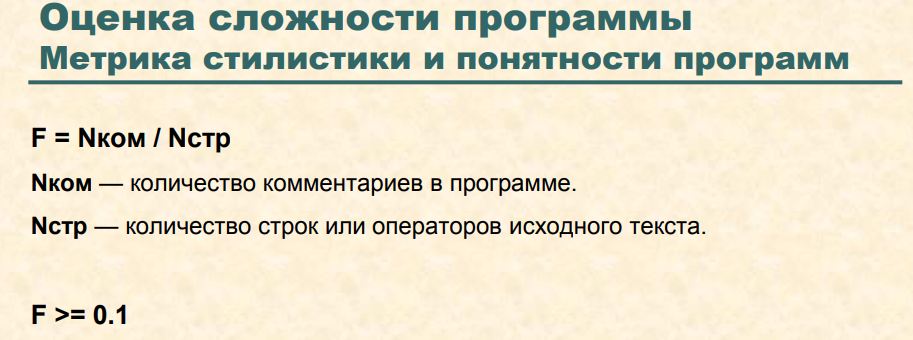 Оценка сложности программы
Метрика стилистики и понятности программ
F = Nком / Nстр
Nком — количество комментариев в программе.
Nстр — количество строк или операторов исходного текста.
F >= 0.1